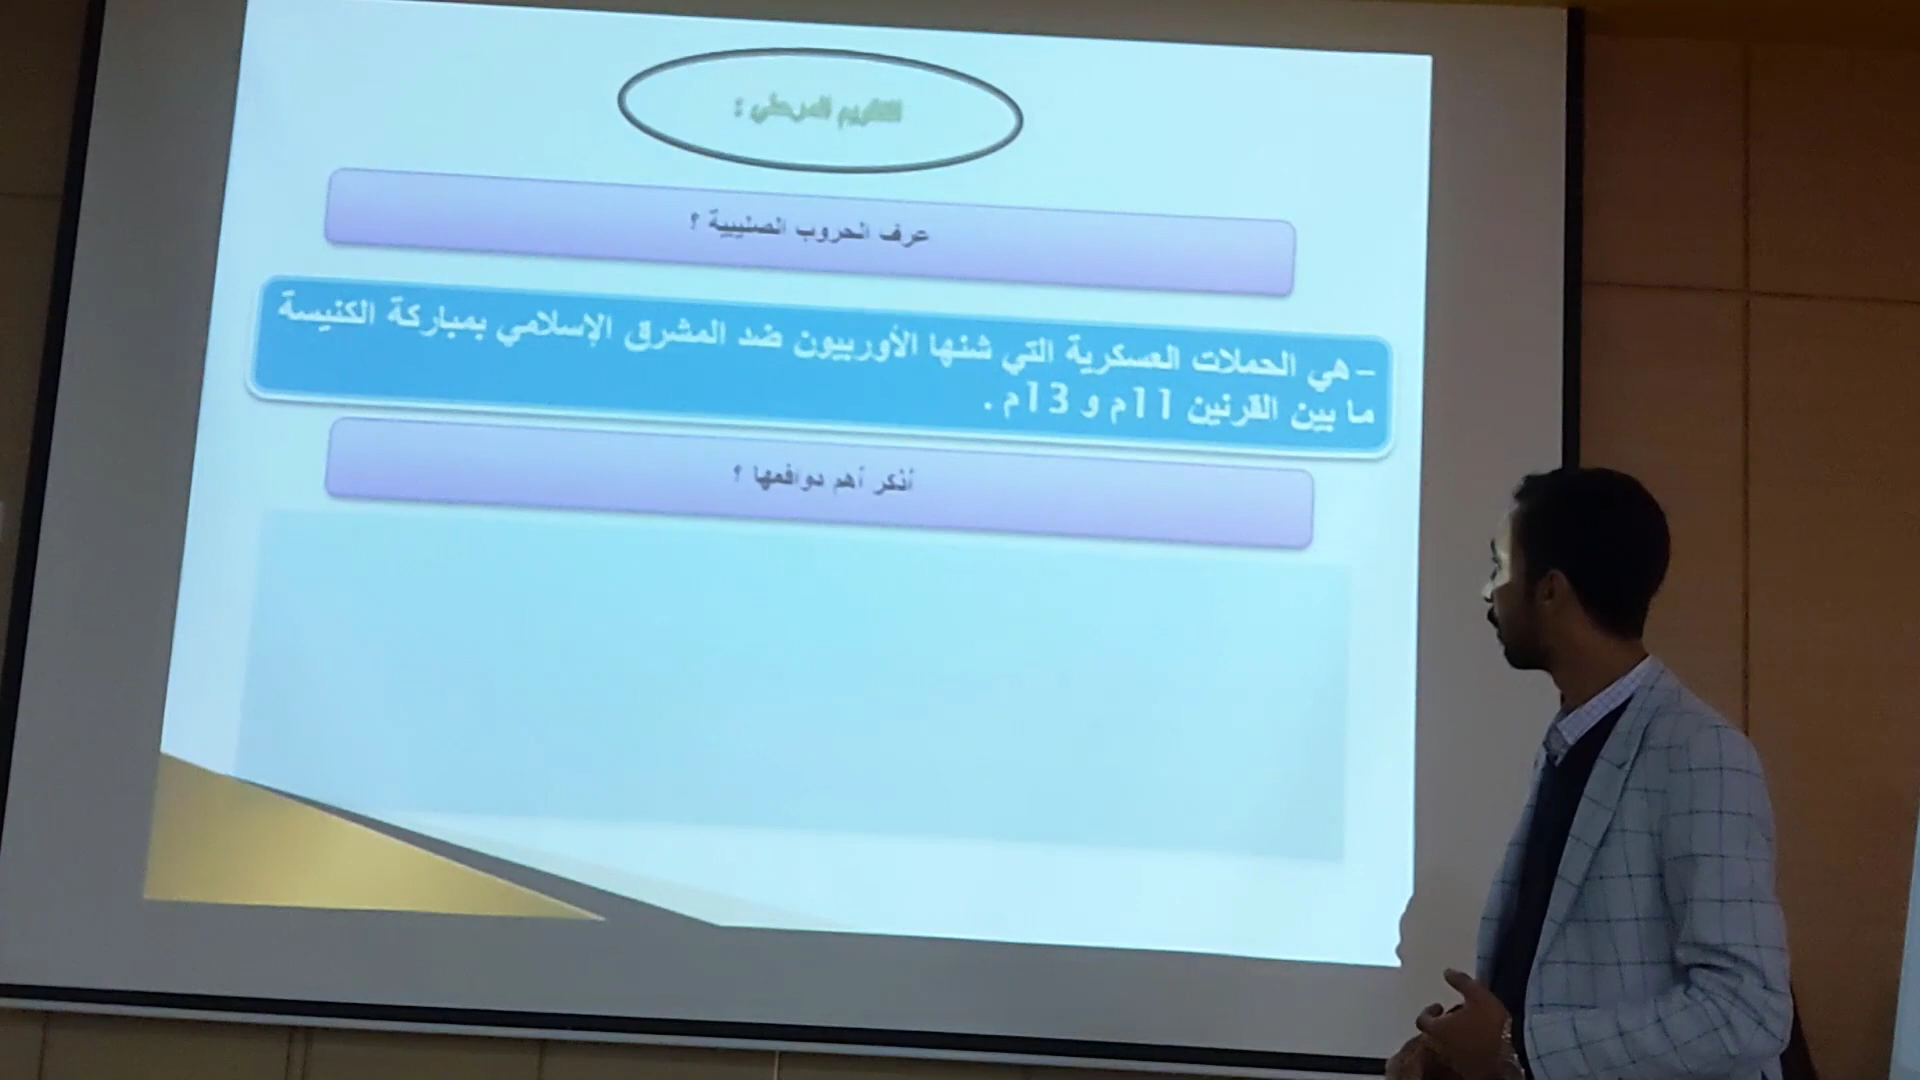 التقويم المرحلي :
عرف الحروب الصليبية ؟
- هي الحملات العسكرية التي شنها الأوربيون ضد المشرق الإسلامي بمباركة الكنيسة
ما بين القرنين 11م و 13م .
أذكر أهم دوافعها ؟